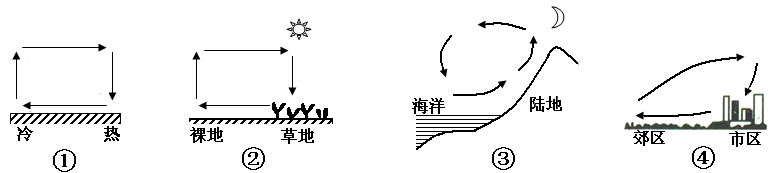 冷 热
①
裸地 草地
②
海洋 陆地
③
郊区 市区
④